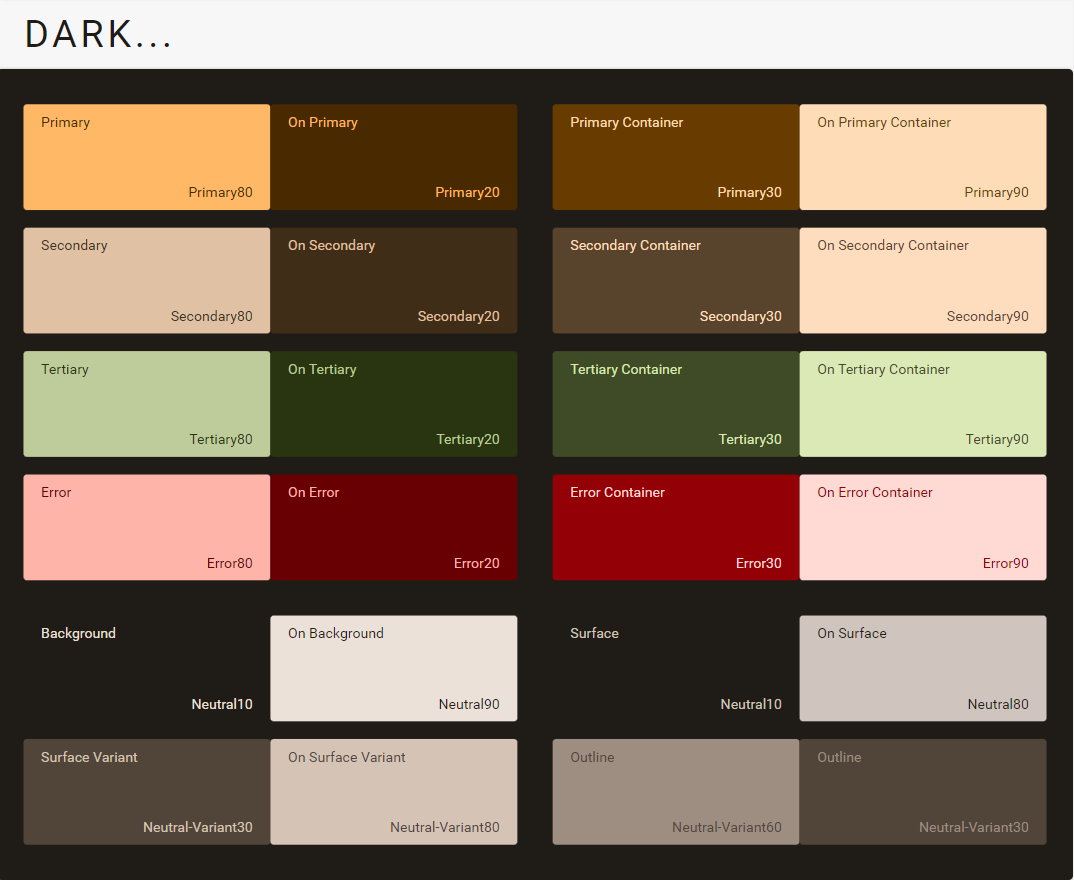 DARK...
Primary
On Primary
Primary Container
On Primary Container
Primary80
Primary20
Primary30
Primary90
Secondary
On Secondary
Secondary Container
On Secondary Container
Secondary80
Secondary20
Secondary30
Secondary90
Tertiary
On Tertiary
Tertiary Container
On Tertiary Container
Tertiary80
Tertiary20
Tertiary30
Tertiary90
Error
On Error
Error Container
On Error Container
Error80
Error20
Error30
Error90
Background
On Background
Surface
On Surface
Neutral10
Neutral90
Neutral10
Neutral80
Surface Variant
On Surface Variant
Outline
Outline
Neutral-Variant30
Neutral-Variant80
Neutral-Variant60
Neutral-Variant30